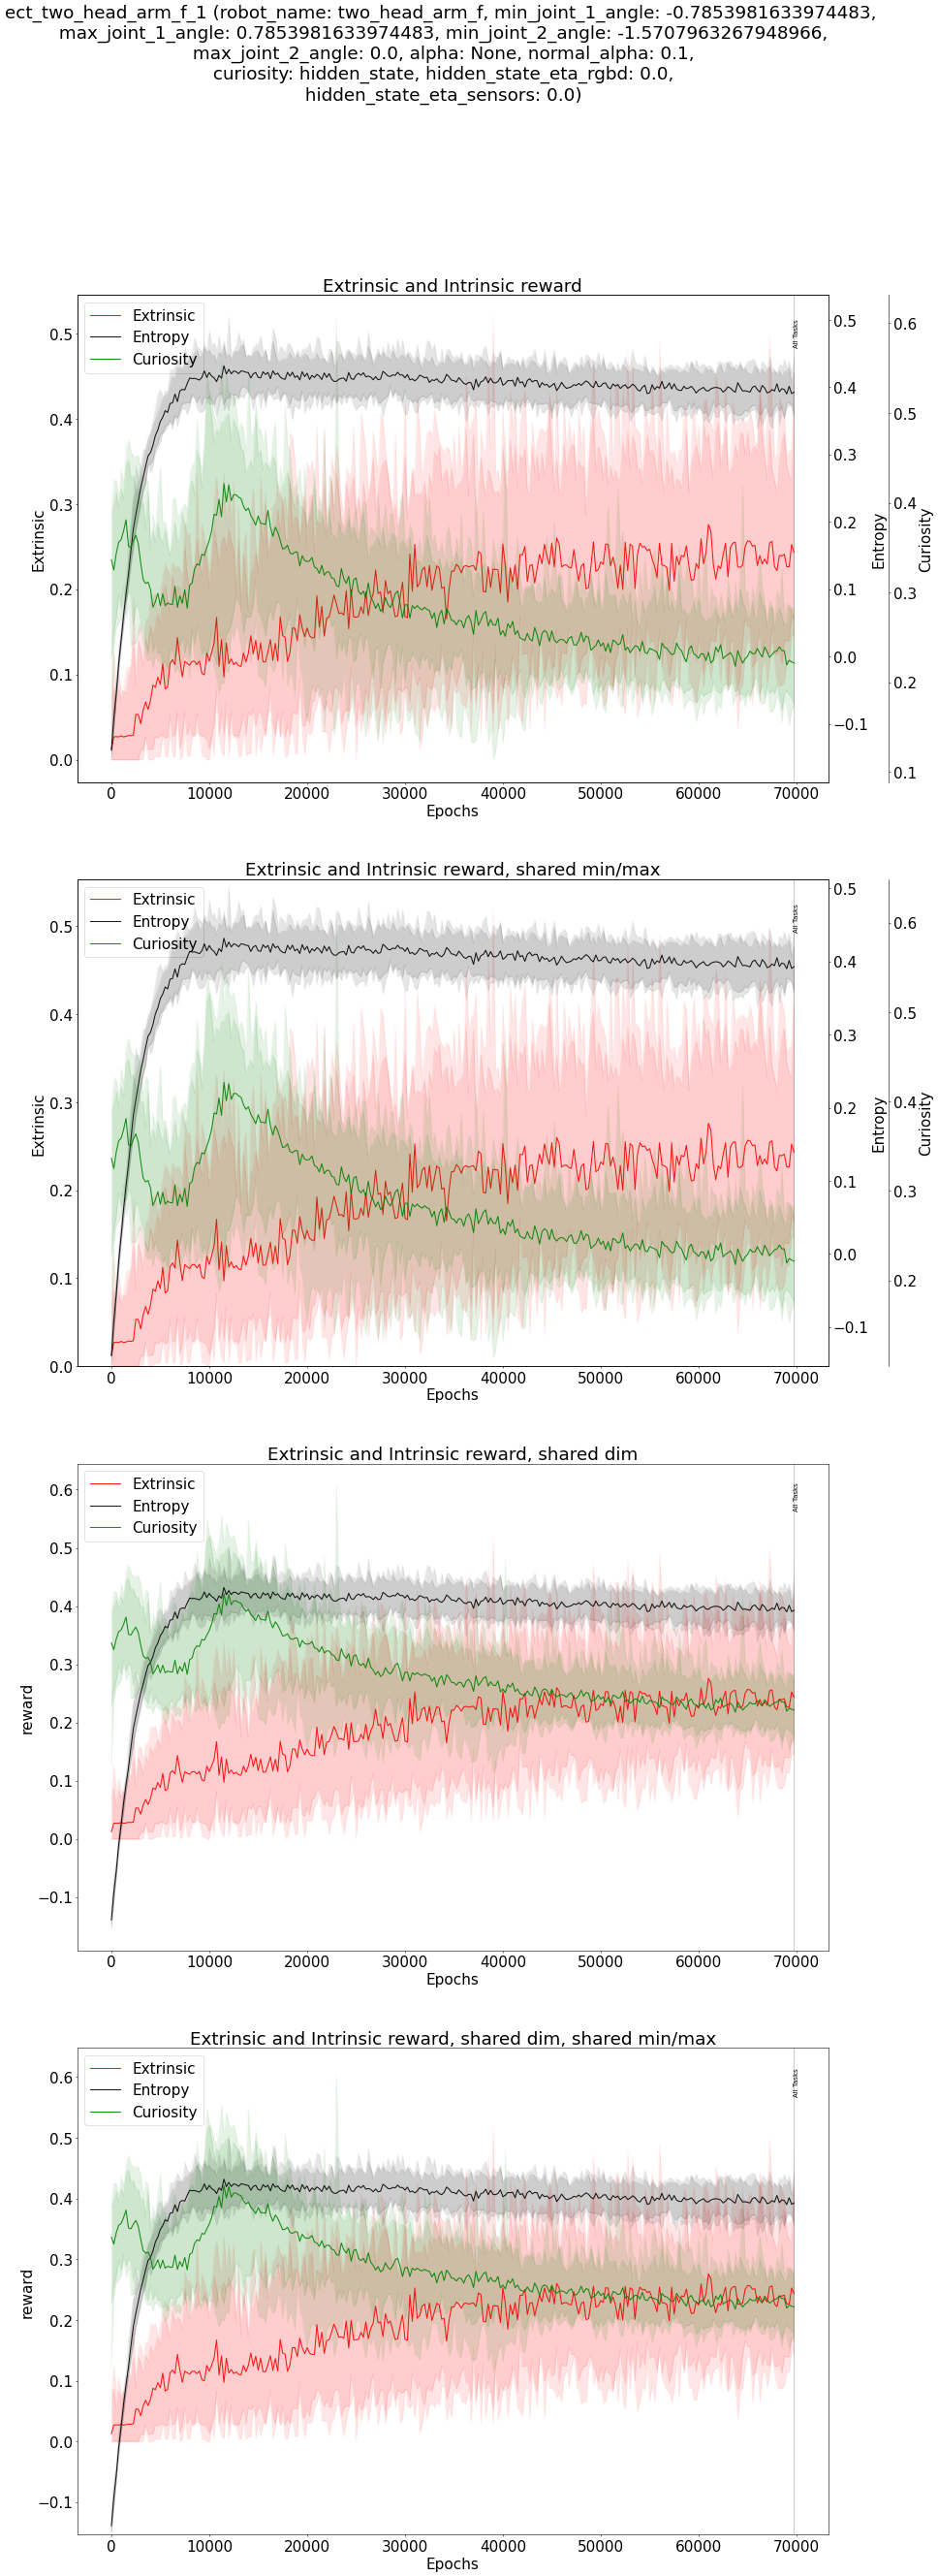 ect_two_head_arm_f_1 (robot_name: two_head_arm_f, min_joint_1_angle: -0.7853981633974483,
max_joint_1_angle: 0.7853981633974483, min_joint_2_angle: -1.5707963267948966,
max_joint_2_angle: 0.0, alpha: None, normal_alpha: 0.1,
curiosity: hidden_state, hidden_state_eta_rgbd: 0.0,
hidden_state_eta_sensors: 0.0)
Extrinsic and Intrinsic reward
Extrinsic
Entropy
Curiosity
All Tasks
0.5
0.4
0.3
0.2
0.1
0.0
Extrinsic
0.5
0.4
0.3
0.2
0.1
0.0
−0.1
Entropy
0.6
0.5
0.4
0.3
0.2
0.1
Curiosity
0 10000 20000 30000 40000 50000 60000 70000
Epochs
Extrinsic and Intrinsic reward, shared min/max
Extrinsic
Entropy
Curiosity
All Tasks
0.5
0.4
0.3
0.2
0.1
0.0
Extrinsic
0.5
0.4
0.3
0.2
0.1
0.0
−0.1
Entropy
0.6
0.5
0.4
0.3
0.2
Curiosity
0 10000 20000 30000 40000 50000 60000 70000
Epochs
Extrinsic and Intrinsic reward, shared dim
Extrinsic
Entropy
Curiosity
All Tasks
0.6
0.5
0.4
0.3
0.2
0.1
0.0
−0.1
reward
0 10000 20000 30000 40000 50000 60000 70000
Epochs
Extrinsic and Intrinsic reward, shared dim, shared min/max
Extrinsic
Entropy
Curiosity
All Tasks
0.6
0.5
0.4
0.3
0.2
0.1
0.0
−0.1
reward
0 10000 20000 30000 40000 50000 60000 70000
Epochs